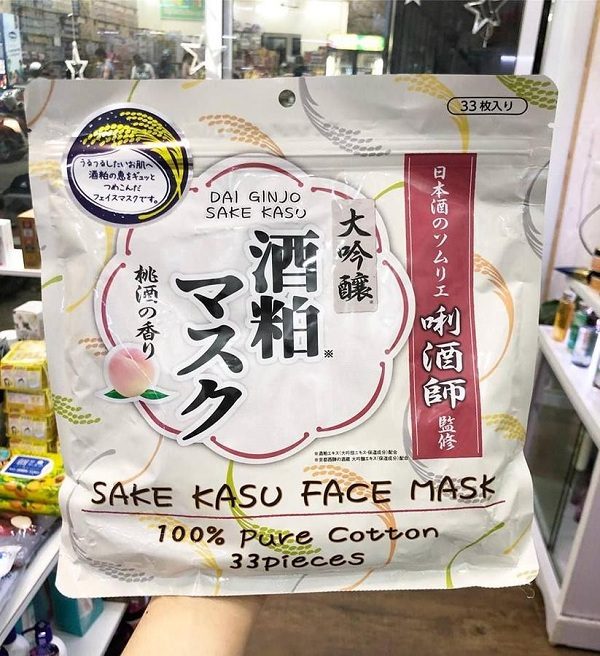 33枚入り
うるつるしたいお肌へ
酒粕の恵をギュッと
つめこんだ
フェイスマスクです。
DAI GINJO
SAKE KASU
大吟醸
酒粕※
マスク
桃酒の香り
日本酒のソムリエ
唎酒師
監修
SAKE KASU FACE MASK
100% Pure Cotton
33pieces